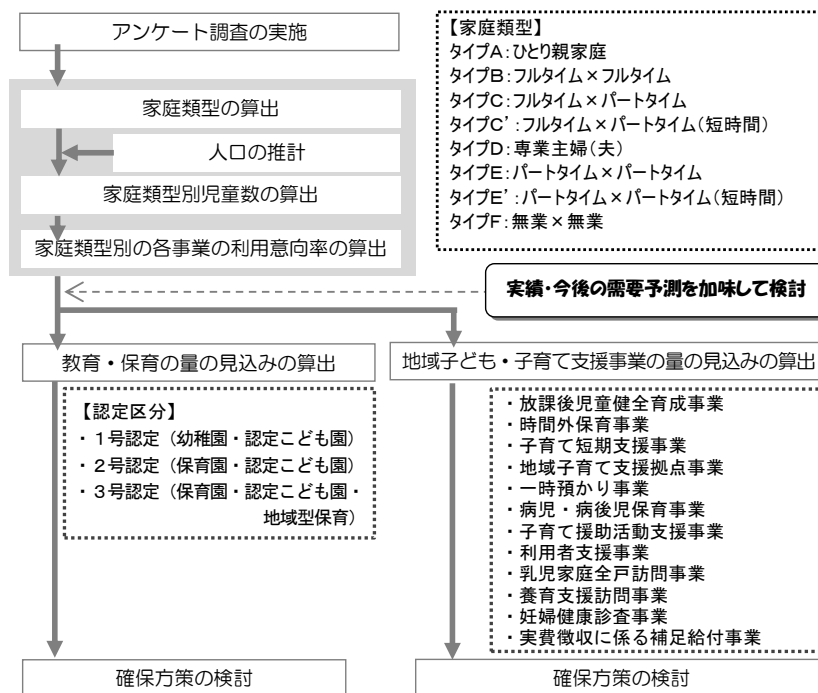 アンケート調査の実施
家庭類型の算出
人口の推計
家庭類型別児童数の算出
家庭類型別の各事業の利用意向率の算出
【家庭類型】
タイプA:ひとり親家庭
タイプB:フルタイム×フルタイム
タイプC:フルタイム×パートタイム
タイプC’:フルタイム×パートタイム(短時間)
タイプD:専業主婦(夫)
タイプE:パートタイム×パートタイム
タイプE’:パートタイム×パートタイム(短時間)
タイプF:無業×無業
実績・今後の需要予測を加味して検討
教育・保育の量の見込みの算出
【認定区分】
・1号認定(幼稚園・認定こども園)
・2号認定(保育園・認定こども園)
・3号認定(保育園・認定こども園・
地域型保育)
確保方策の検討
地域子ども・子育て支援事業の量の見込みの算出
・放課後児童健全育成事業
・時間外保育事業
・子育て短期支援事業
・地域子育て支援拠点事業
・一時預かり事業
・病児・病後児保育事業
・子育て援助活動支援事業
・利用者支援事業
・乳児家庭全戸訪問事業
・養育支援訪問事業
・妊婦健康診査事業
・実費徴収に係る補足給付事業
確保方策の検討